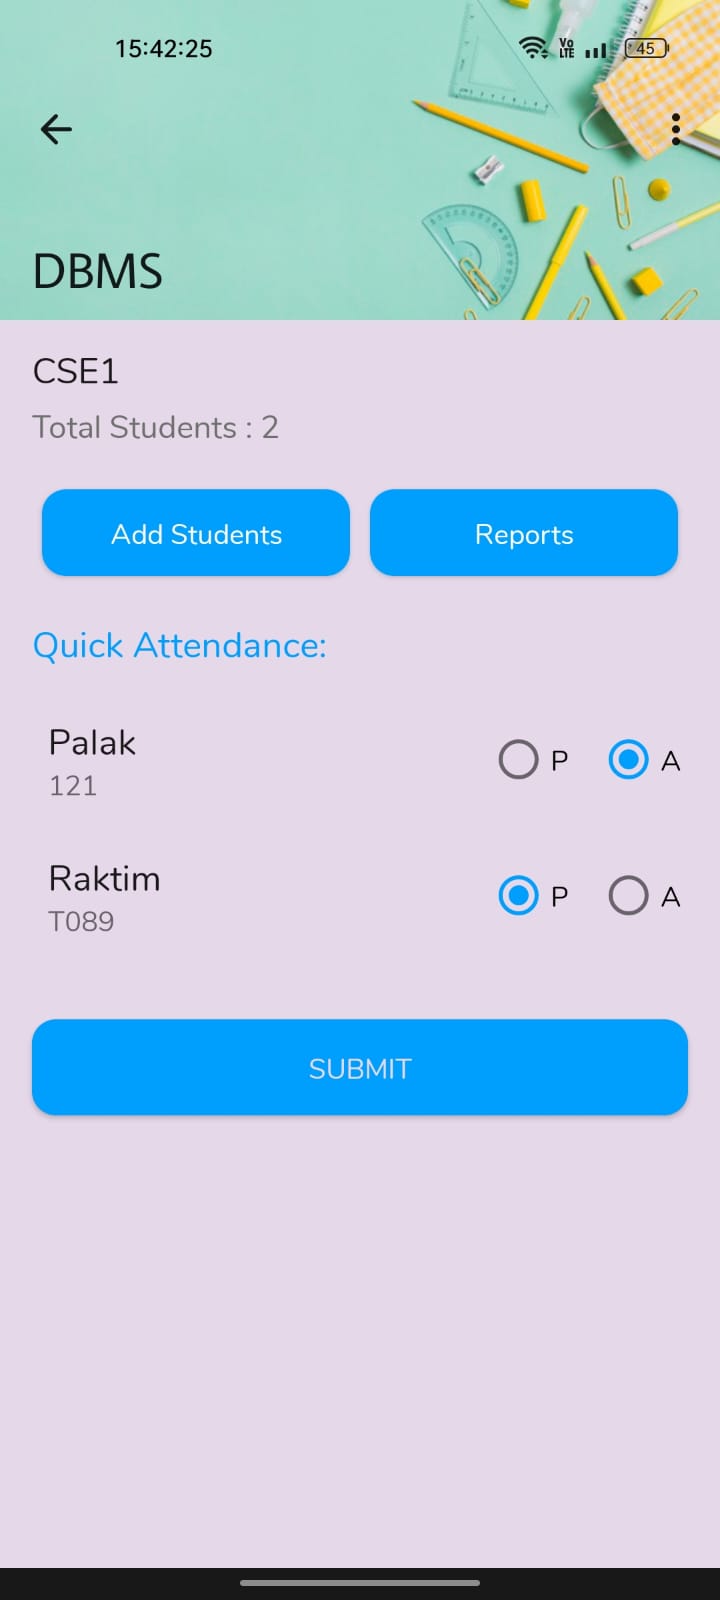 15:42:25 Vo LTE 45
DBMS
CSE1
Total Students : 2
Add Students Reports
Quick Attendance:
Palak
121
P A
Raktim
T089
P A
SUBMIT